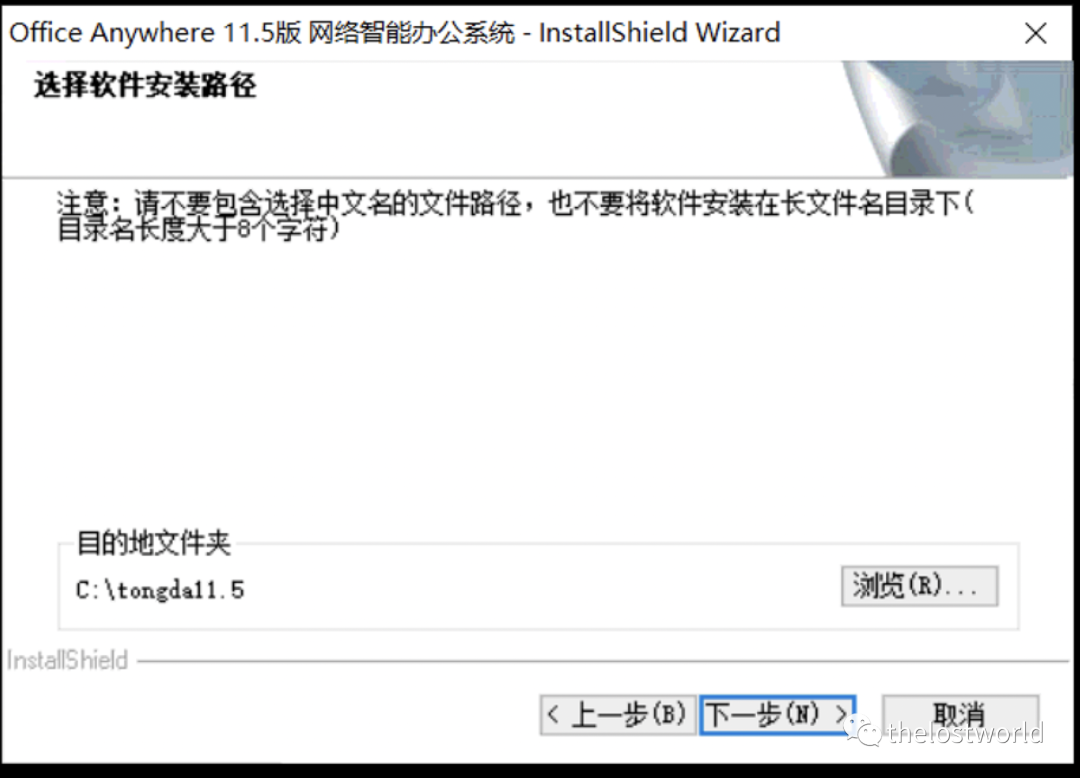 Office Anywhere 11.5版 网络智能办公系统 - InstallShield Wizard
选择软件安装路径
注意：请不要包含选择中文名的文件路径，也不要将软件安装在长文件名目录下(
目录名长度大于8个字符)
目的地文件夹
C:\tongda11.5
浏览(R)...
InstallShield
< 上一步(B)
下一步(N) >
取消
thelostworld